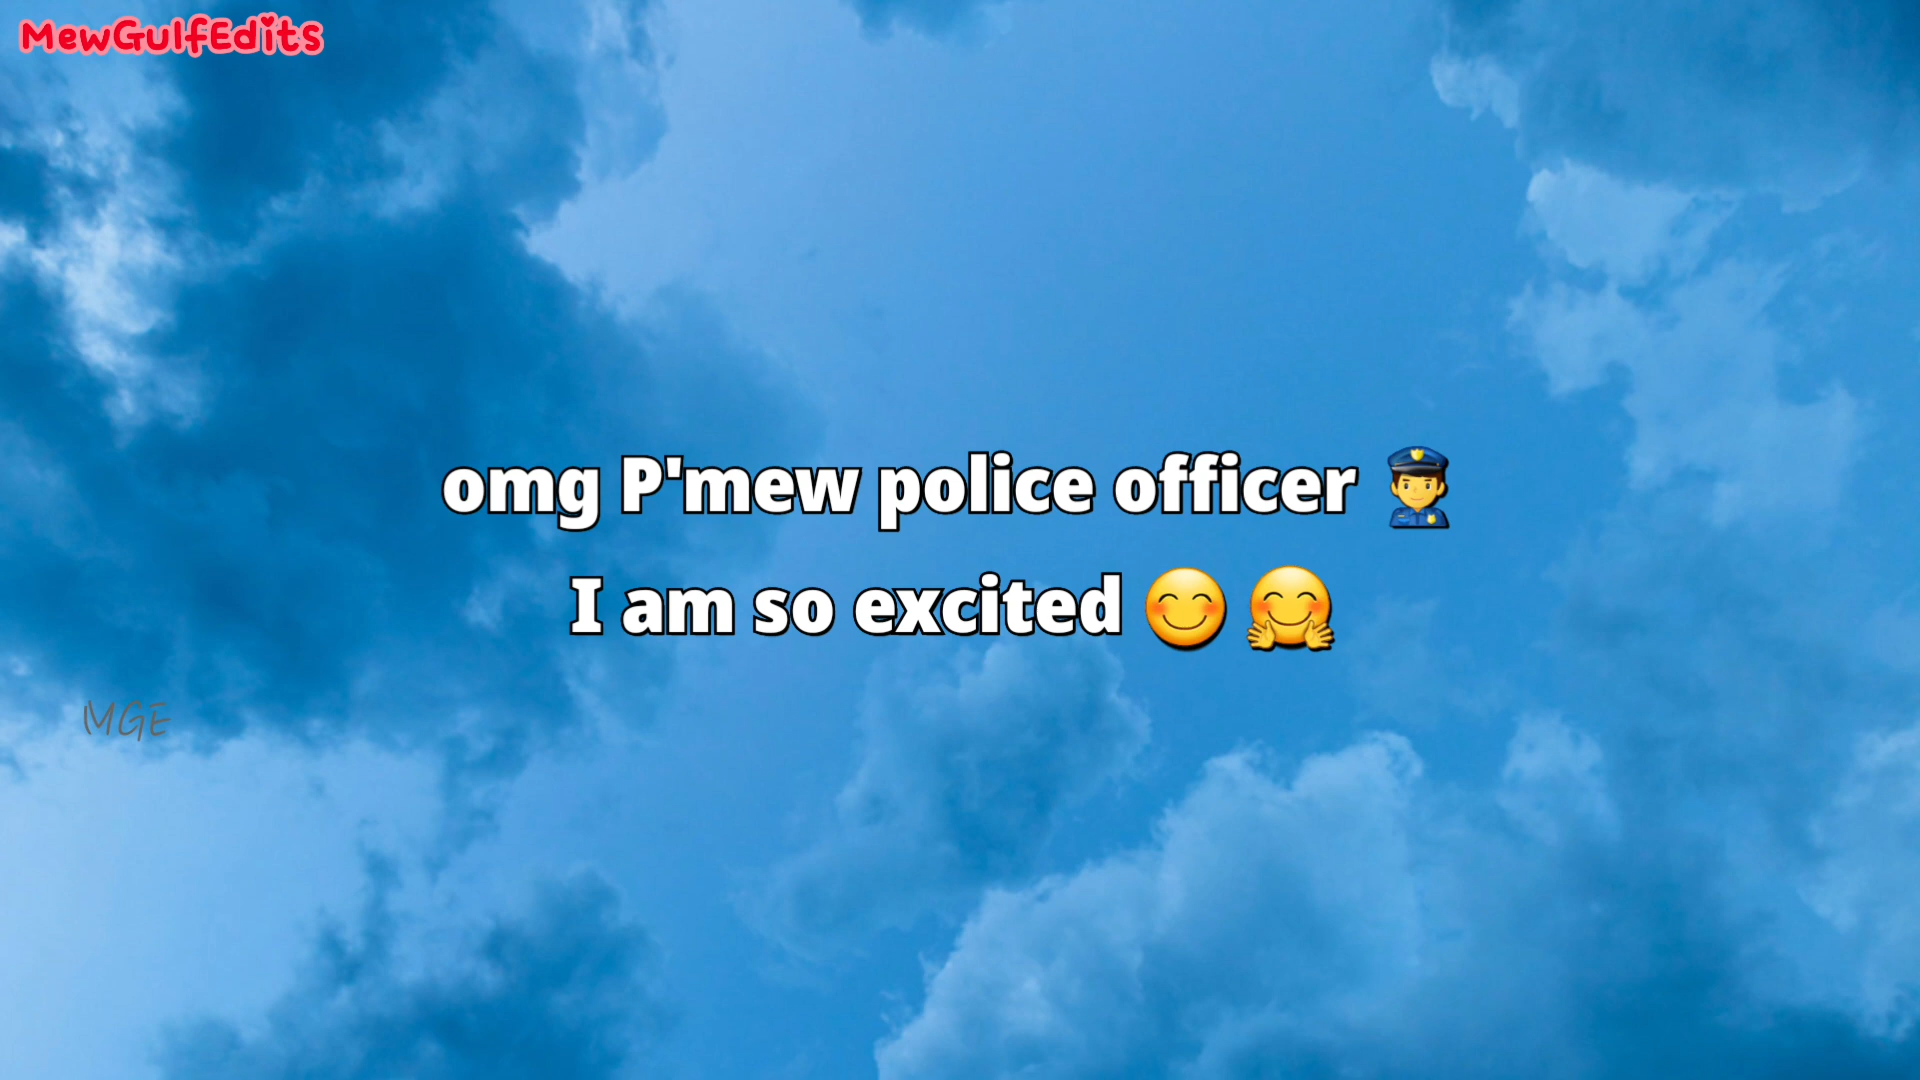 MewGulfEdits
omg P'mew police officer 👮
I am so excited 😊 🤗
MGE